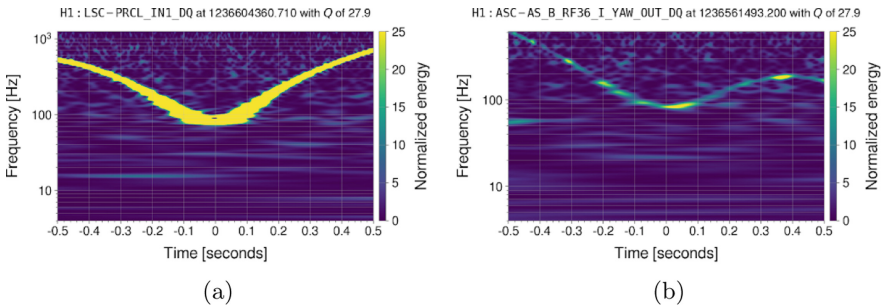 H1:LSC-PRCL_IN1_DQ at 1236604360.710 with Q of 27.9
10³
100
10
Frequency [Hz]
-0.5 -0.4 -0.3 -0.2 -0.1 0 0.1 0.2 0.3 0.4 0.5
Time [seconds]
25
20
15
10
5
0
Normalized energy
(a)
H1:ASC-AS_B_RF36_I_YAW_OUT_DQ at 1236561493.200 with Q of 27.9
100
10
Frequency [Hz]
-0.5 -0.4 -0.3 -0.2 -0.1 0 0.1 0.2 0.3 0.4 0.5
Time [seconds]
25
20
15
10
5
0
Normalized energy
(b)